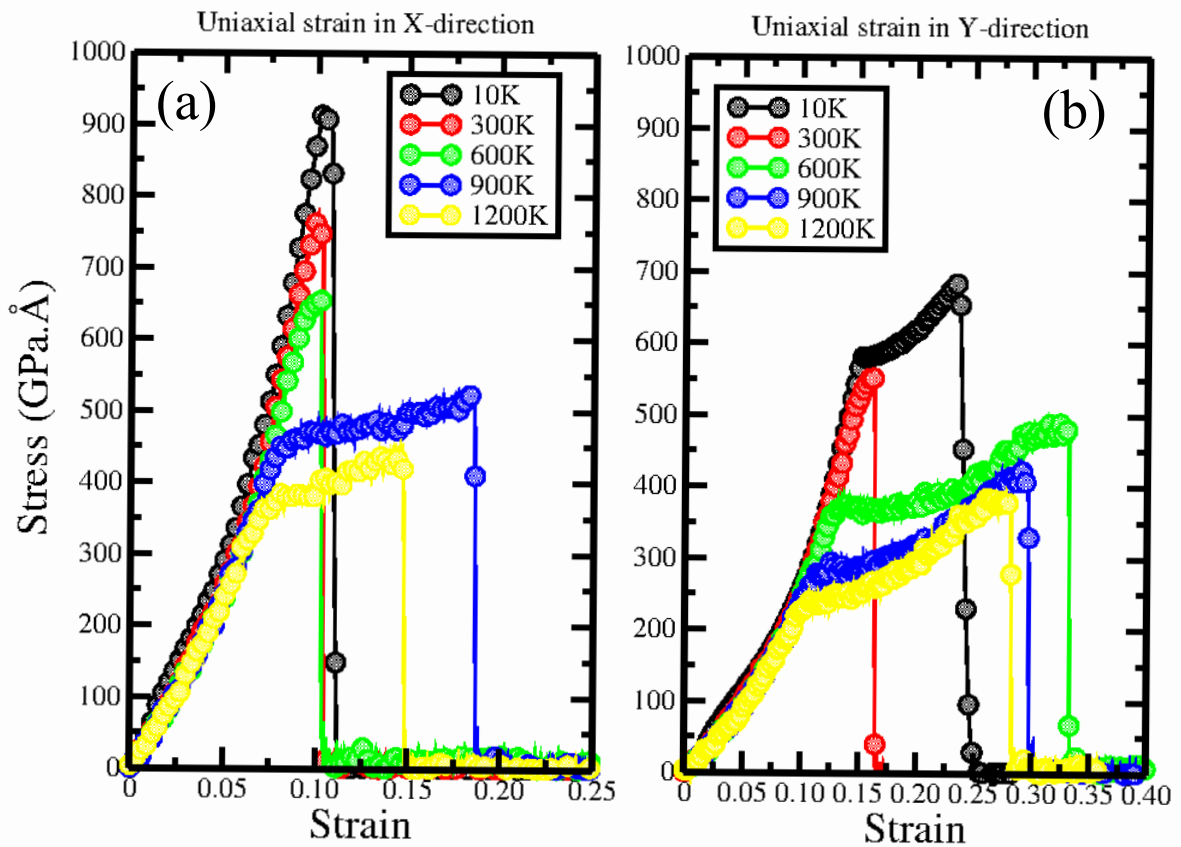 Uniaxial strain in X-direction
(a)
10K
300K
600K
900K
1200K
1000
900
800
700
600
500
400
300
200
100
0
0 0.05 0.10 0.15 0.20 0.25
Strain
Stress (GPa.Å)
Uniaxial strain in Y-direction
(b)
10K
300K
600K
900K
1200K
1000
900
800
700
600
500
400
300
200
100
0
0 0.05 0.10 0.15 0.20 0.25 0.30 0.35 0.40
Strain